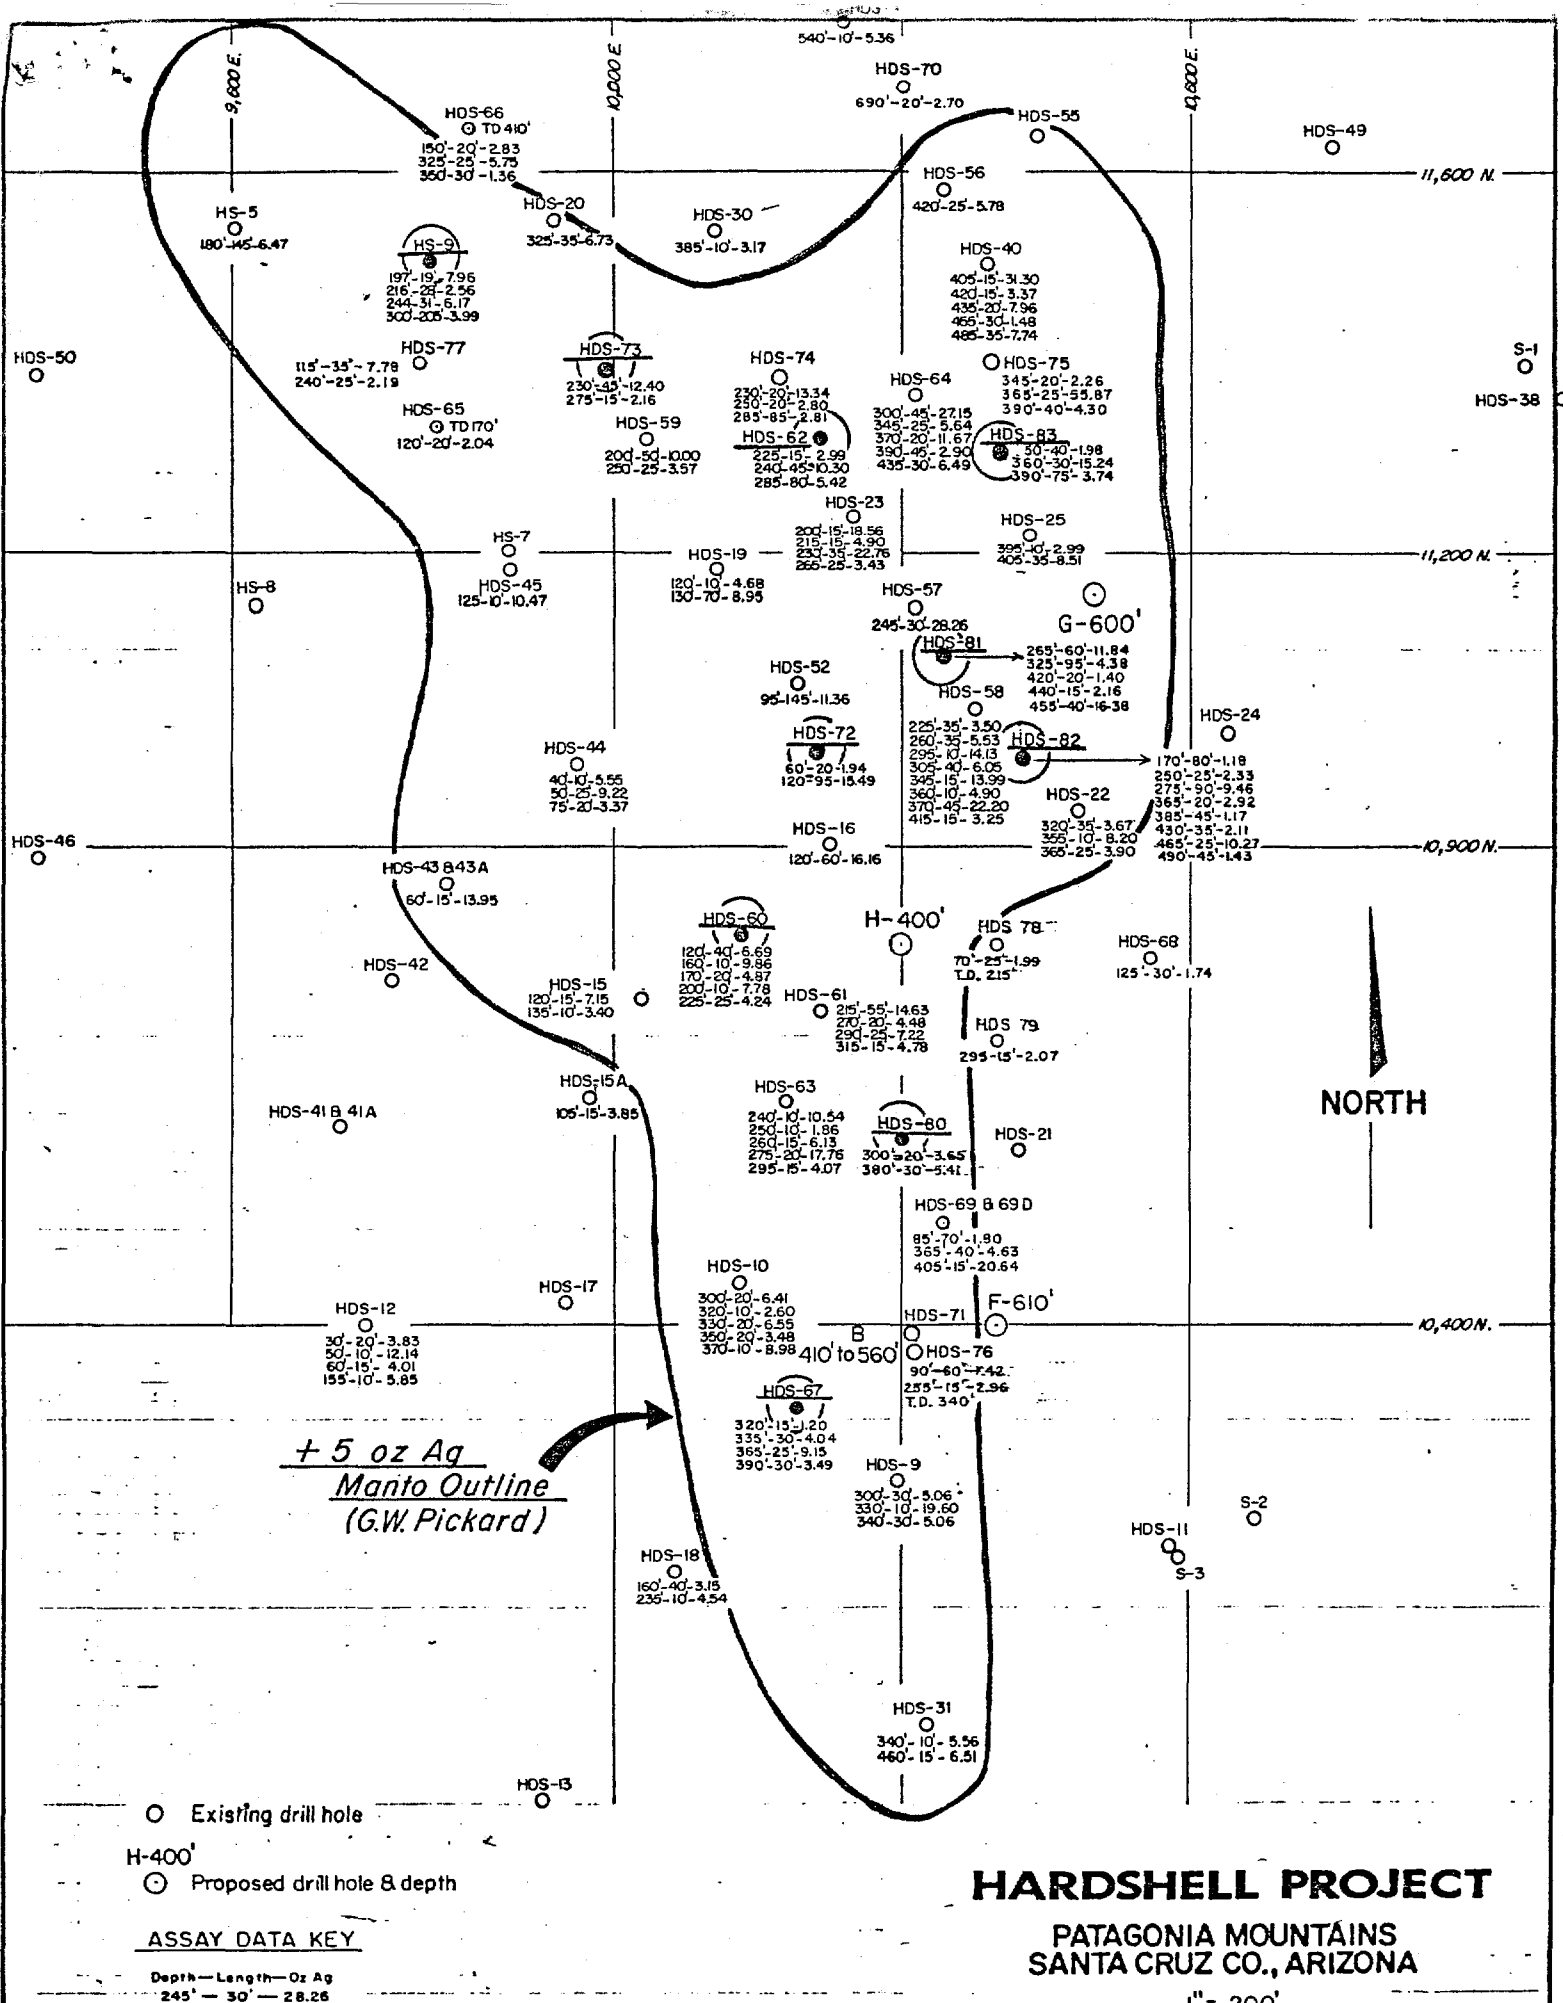 540'-10'-5.36
HDS-70
690'-20'-2.70
9,600 E.
10,000 E.
10,600 E.
HDS-66
TD 410'
150'-20'-2.83
325'-25'-5.75
350'-30'-1.36
HDS-55
HDS-49
11,600 N.
HDS-56
420'-25'-5.78
HS-5
180'-145'-6.47
HDS-20
325'-35'-6.73
HDS-30
385'-10'-3.17
HS-9
197'-19'-7.96
216'-28'-2.56
244'-31'-6.17
300'-205'-3.99
HDS-40
405'-15'-31.30
420'-15'-3.37
435'-20'-7.96
465'-30'-1.48
485'-35'-7.74
HDS-50
HDS-77
115'-35'-7.78
240'-25'-2.19
HDS-73
230'-45'-12.40
275'-15'-2.16
HDS-74
230'-20'-13.34
250'-20'-2.80
285'-85'-2.81
HDS-64
300'-45'-27.15
345'-25'-5.64
370'-20'-11.67
390'-45'-2.90
435'-30'-6.49
HDS-75
345'-20'-2.26
365'-25'-55.87
390'-40'-4.30
S-1
HDS-38
HDS-65
TD 170'
120'-20'-2.04
HDS-59
200'-50'-10.00
250'-25'-3.57
HDS-62
225'-15'-2.99
240'-45'-10.30
285'-80'-5.42
HDS-83
50'-40'-1.98
360'-30'-15.24
390'-75'-3.74
HDS-23
200'-15'-18.56
215'-15'-4.90
230'-35'-22.76
265'-25'-3.43
HDS-25
395'-10'-2.99
405'-35'-8.51
11,200 N.
HS-7
HDS-45
125'-10'-10.47
HDS-19
120'-10'-4.68
130'-70'-8.95
HS-8
HDS-57
245'-30'-28.26
G-600'
HDS-81
265'-60'-11.84
325'-95'-4.38
420'-20'-1.40
440'-15'-2.16
455'-40'-16.38
HDS-52
95'-145'-11.36
HDS-58
225'-35'-3.50
260'-35'-5.53
295'-10'-14.13
305'-40'-6.05
345'-15'-13.99
360'-10'-4.90
370'-45'-22.20
415'-15'-3.25
HDS-24
HDS-72
60'-20'-1.94
120'-95'-15.49
HDS-82
170'-80'-1.18
250'-25'-2.33
275'-90'-9.46
365'-20'-2.92
385'-45'-1.17
430'-35'-2.11
465'-25'-10.27
490'-45'-1.43
HDS-44
40'-10'-5.55
50'-25'-9.22
75'-20'-3.37
HDS-22
320'-35'-3.67
355'-10'-8.20
365'-25'-3.90
HDS-46
HDS-16
120'-60'-16.16
10,900 N.
HDS-43 & 43A
60'-15'-13.95
HDS-60
120'-40'-6.69
160'-10'-9.86
170'-20'-4.87
200'-10'-7.78
225'-25'-4.24
H-400'
HDS 78
70'-25'-1.99
T.D. 215'
HDS-68
125'-30'-1.74
HDS-42
HDS-15
120'-15'-7.15
135'-10'-3.40
HDS-61
215'-55'-14.63
270'-20'-4.48
290'-25'-7.22
315'-15'-4.78
HDS 79
295'-15'-2.07
HDS-15A
105'-15'-3.85
HDS-63
240'-10'-10.54
250'-10'-1.86
260'-15'-6.13
275'-20'-17.76
295'-15'-4.07
NORTH
HDS-41 & 41A
HDS-80
300'-20'-3.65
380'-30'-5.41
HDS-21
HDS-69 & 69D
85'-70'-1.90
365'-40'-4.63
405'-15'-20.64
HDS-10
300'-20'-6.41
320'-10'-2.60
330'-20'-6.55
350'-20'-3.48
370'-10'-8.98
HDS-17
HDS-12
30'-20'-3.83
50'-10'-12.14
60'-15'-4.01
155'-10'-5.85
HDS-71
F-610'
10,400 N.
B
410' to 560'
HDS-76
90'-60'-1.42
255'-15'-2.96
T.D. 340'
HDS-67
320'-15'-1.20
335'-30'-4.04
365'-25'-9.15
390'-30'-3.49
+ 5 oz Ag
Manto Outline
(G.W. Pickard)
HDS-9
300'-30'-5.06
330'-10'-19.60
340'-30'-5.06
S-2
HDS-11
S-3
HDS-18
160'-40'-3.15
235'-10'-4.54
HDS-31
340'-10'-5.56
460'-15'-6.51
HDS-13
Existing drill hole
H-400'
Proposed drill hole & depth
ASSAY DATA KEY
Depth—Length—Oz Ag
245' — 30' — 28.26
HARDSHELL PROJECT
PATAGONIA MOUNTAINS
SANTA CRUZ CO., ARIZONA
1" = 200'